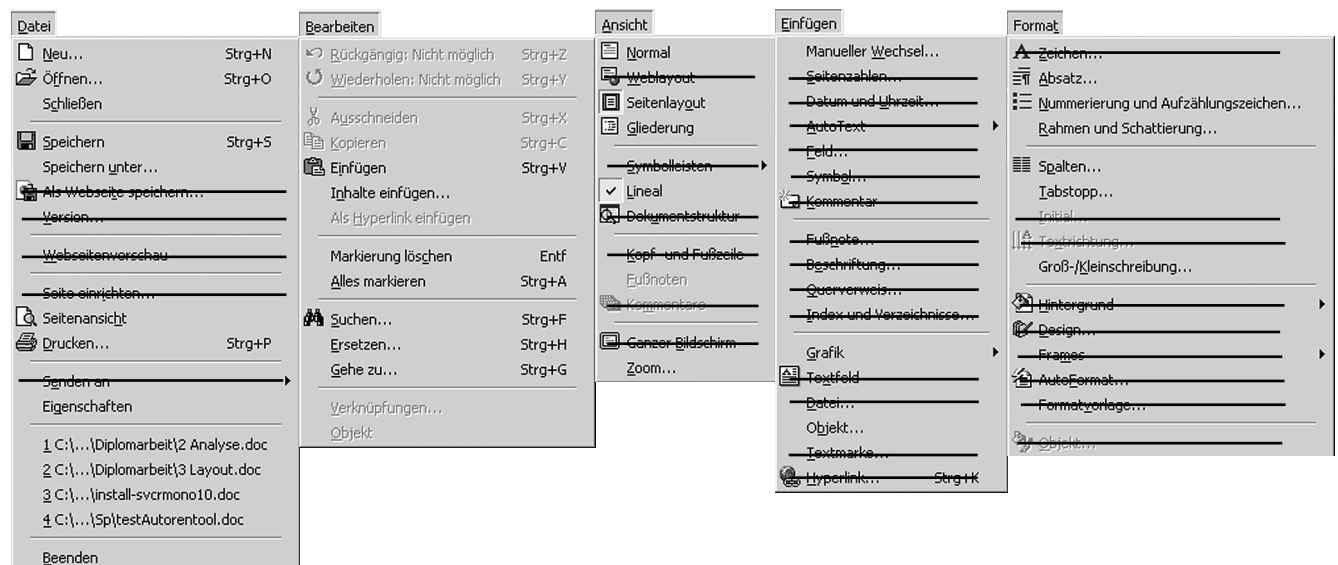 Datei
Neu... Strg+N
Öffnen... Strg+O
Schließen
Speichern Strg+S
Speichern unter...
Als Webseite speichern...
Version...
Webseitenvorschau
Seite einrichten...
Seitenansicht
Drucken... Strg+P
Senden an
Eigenschaften
1 C:\...\Diplomarbeit\2 Analyse.doc
2 C:\...\Diplomarbeit\3 Layout.doc
3 C:\...\install-svcrmono10.doc
4 C:\...\Sp\testAutorentool.doc
Beenden
Bearbeiten
Rückgängig: Nicht möglich Strg+Z
Wiederholen: Nicht möglich Strg+Y
Ausschneiden Strg+X
Kopieren Strg+C
Einfügen Strg+V
Inhalte einfügen...
Als Hyperlink einfügen
Markierung löschen Entf
Alles markieren Strg+A
Suchen... Strg+F
Ersetzen... Strg+H
Gehe zu... Strg+G
Verknüpfungen...
Objekt
Ansicht
Normal
Weblayout
Seitenlayout
Gliederung
Symbolleisten
Lineal
Dokumentstruktur
Kopf- und Fußzeile
Fußnoten
Kommentare
Ganzer Bildschirm
Zoom...
Einfügen
Manueller Wechsel...
Seitenzahlen...
Datum und Uhrzeit...
AutoText
Feld...
Symbol...
Kommentar
Fußnote...
Beschriftung...
Querverweis...
Index und Verzeichnisse...
Grafik
Textfeld
Datei...
Objekt...
Textmarke...
Hyperlink... Strg+K
Format
Zeichen...
Absatz...
Nummerierung und Aufzählungszeichen...
Rahmen und Schattierung...
Spalten...
Tabstopp...
Initial...
Textrichtung...
Groß-/Kleinschreibung...
Hintergrund
Design...
Frames
AutoFormat...
Formatvorlage...
Objekt...